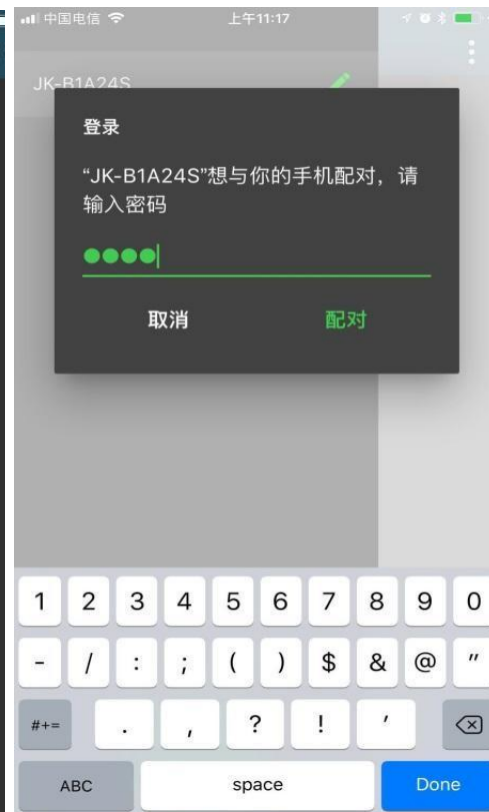 中国电信 上午11:17
JK-B1A24S
登录
“JK-B1A24S”想与你的手机配对，请
输入密码
●●●●
取消 配对
1 2 3 4 5 6 7 8 9 0
- / : ; ( ) $ & @ "
#+= . , ? ! '
ABC space Done